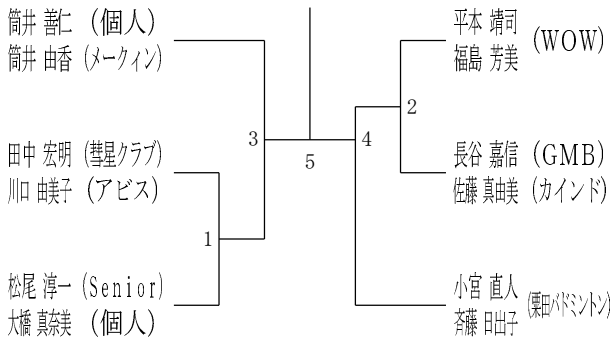 筒井 善仁 (個人)
筒井 由香 (メークィン)
田中 宏明 (彗星クラブ)
川口 由美子 (アビス)
松尾 淳一 (Senior)
大橋 真奈美 (個人)
1
3
5
4
2
平本 靖司
福島 芳美
(WOW)
長谷 嘉信 (GMB)
佐藤 真由美 (カインド)
小宮 直人
斉藤 日出子
(栗田バドミントン)